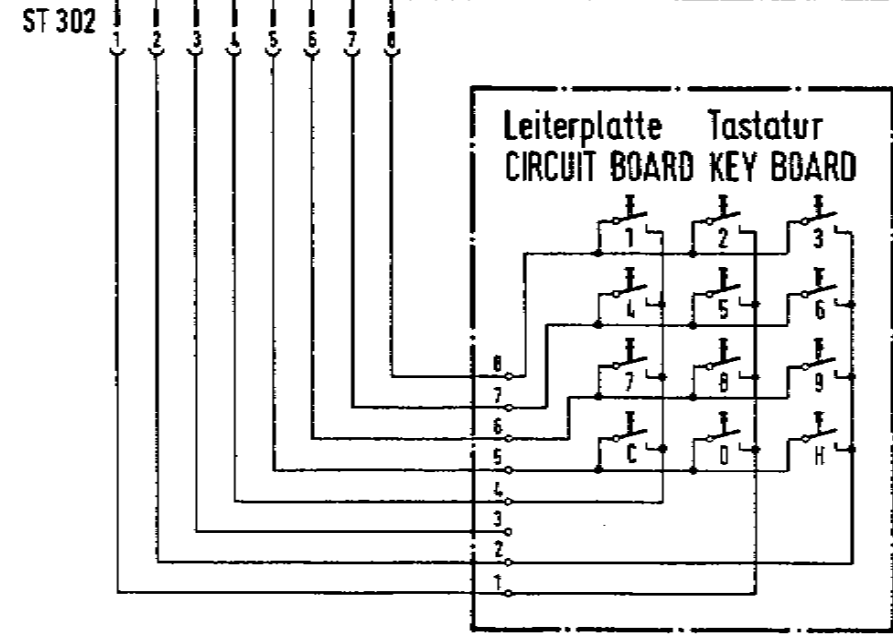 ST 302
1 2 3 4 5 6 7 8
Leiterplatte Tastatur
CIRCUIT BOARD KEY BOARD
1 2 3
4 5 6
7 8 9
C 0 H
8
7
6
5
4
3
2
1